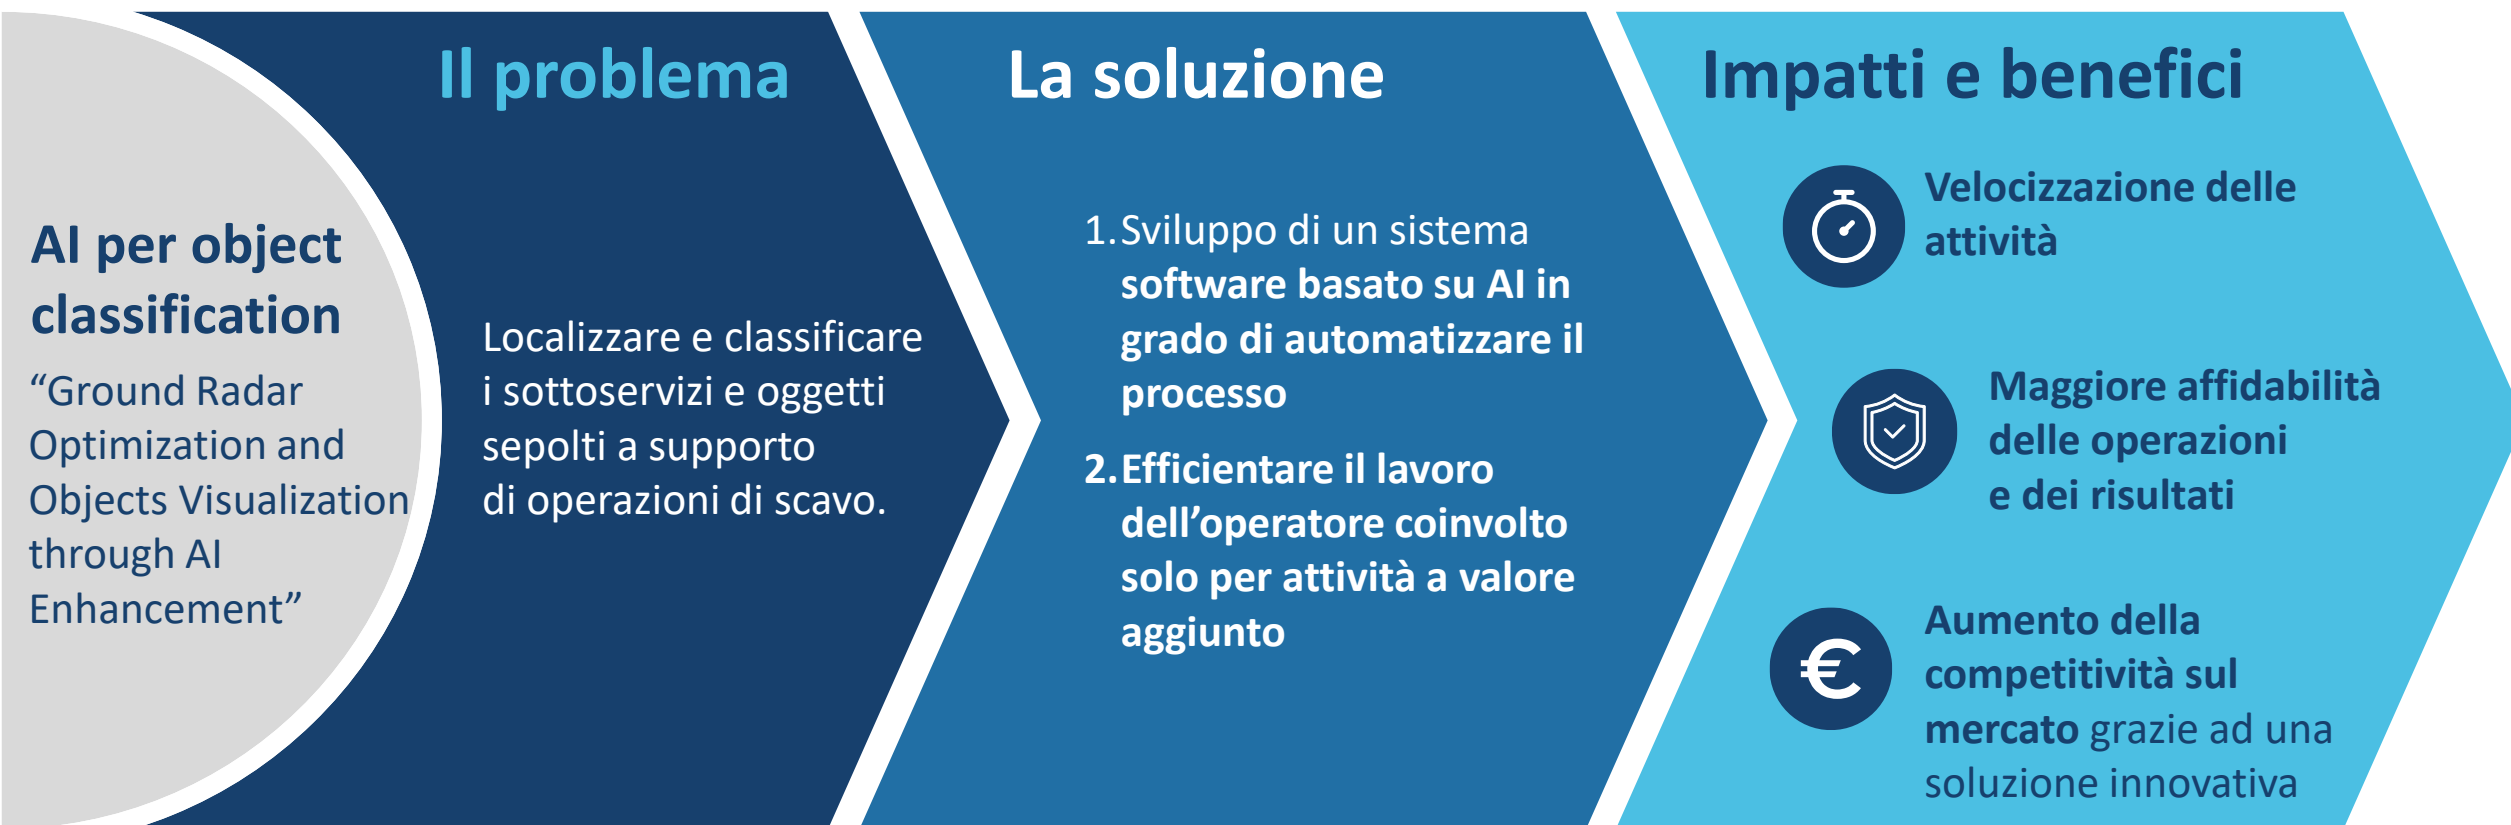 AI per object
classification
“Ground Radar
Optimization and
Objects Visualization
through AI
Enhancement”
Il problema
Localizzare e classificare
i sottoservizi e oggetti
sepolti a supporto
di operazioni di scavo.
La soluzione
1. Sviluppo di un sistema
software basato su AI in
grado di automatizzare il
processo
2. Efficientare il lavoro
dell’operatore coinvolto
solo per attività a valore
aggiunto
Impatti e benefici
Velocizzazione delle
attività
Maggiore affidabilità
delle operazioni
e dei risultati
€
Aumento della
competitività sul
mercato grazie ad una
soluzione innovativa